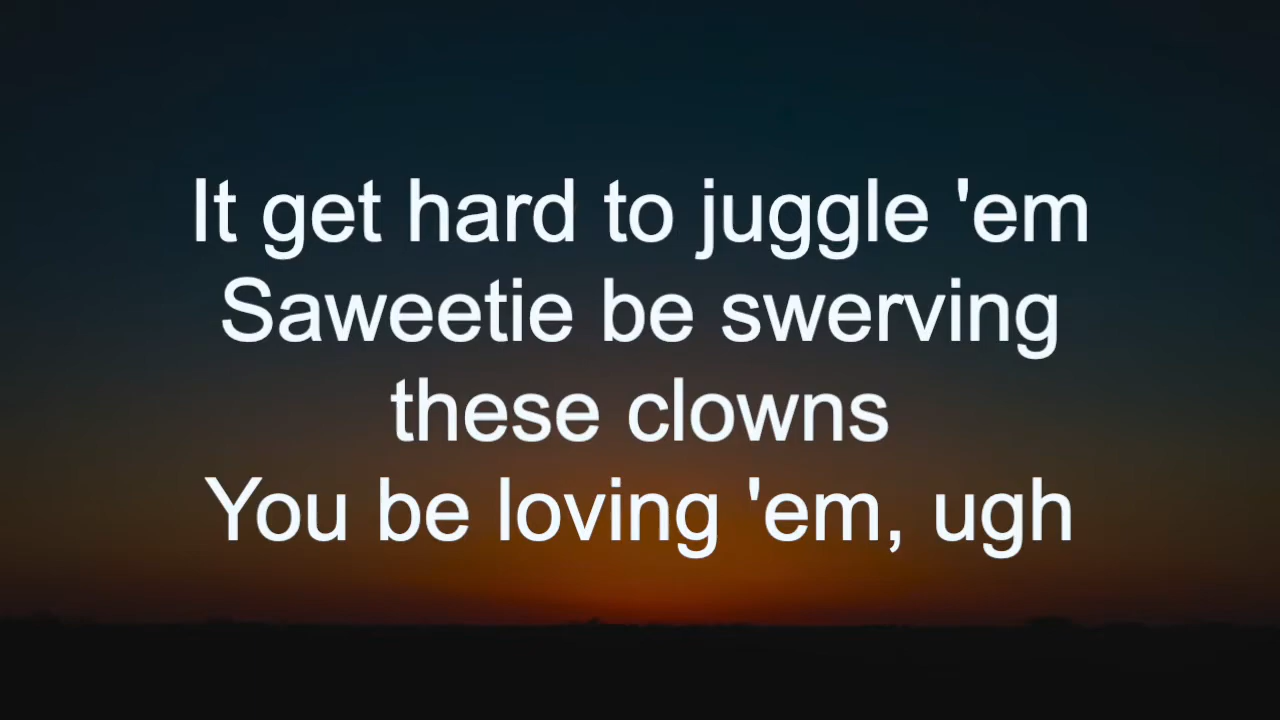 It get hard to juggle 'em
Saweetie be swerving
these clowns
You be loving 'em, ugh